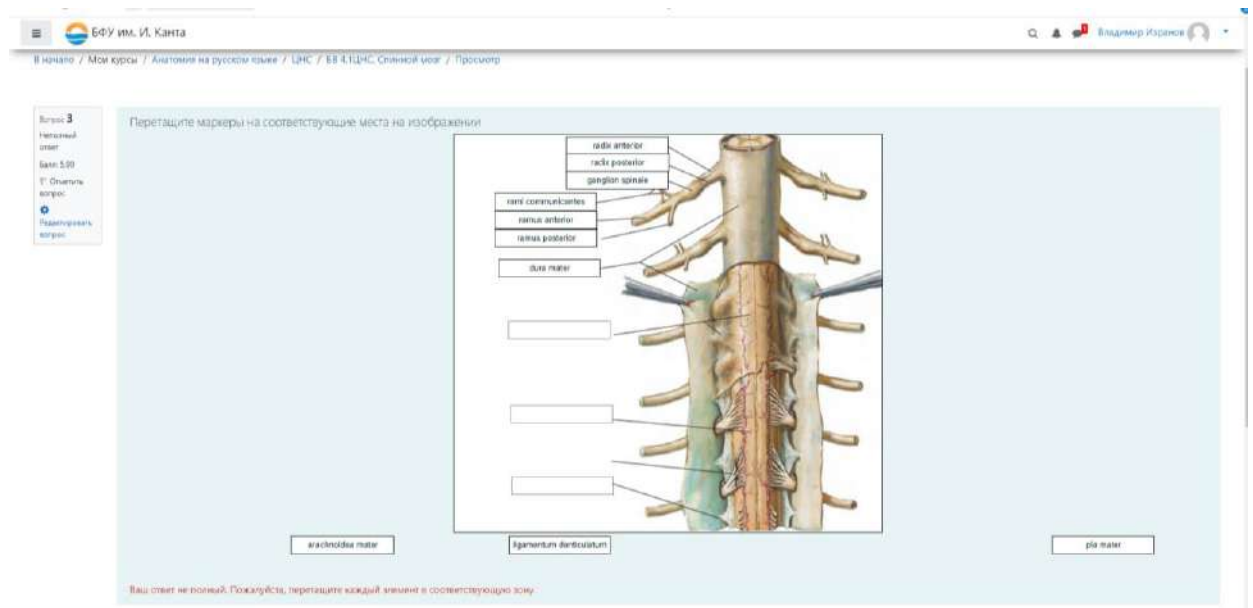 БФУ им. И. Канта
Владимир Изранов
В начало / Мои курсы / Анатомия на русском языке / ЦНС / БВ 4.1ЦНС. Спинной мозг / Просмотр
Вопрос 3
Неполный
ответ
Балл: 5,00
Отметить
вопрос
Редактировать
вопрос
Перетащите маркеры на соответствующие места на изображении
radix anterior
radix posterior
ganglion spinale
rami communicantes
ramus anterior
ramus posterior
dura mater
arachnoidea mater
ligamentum denticulatum
pia mater
Ваш ответ не полный. Пожалуйста, перетащите каждый элемент в соответствующую зону.